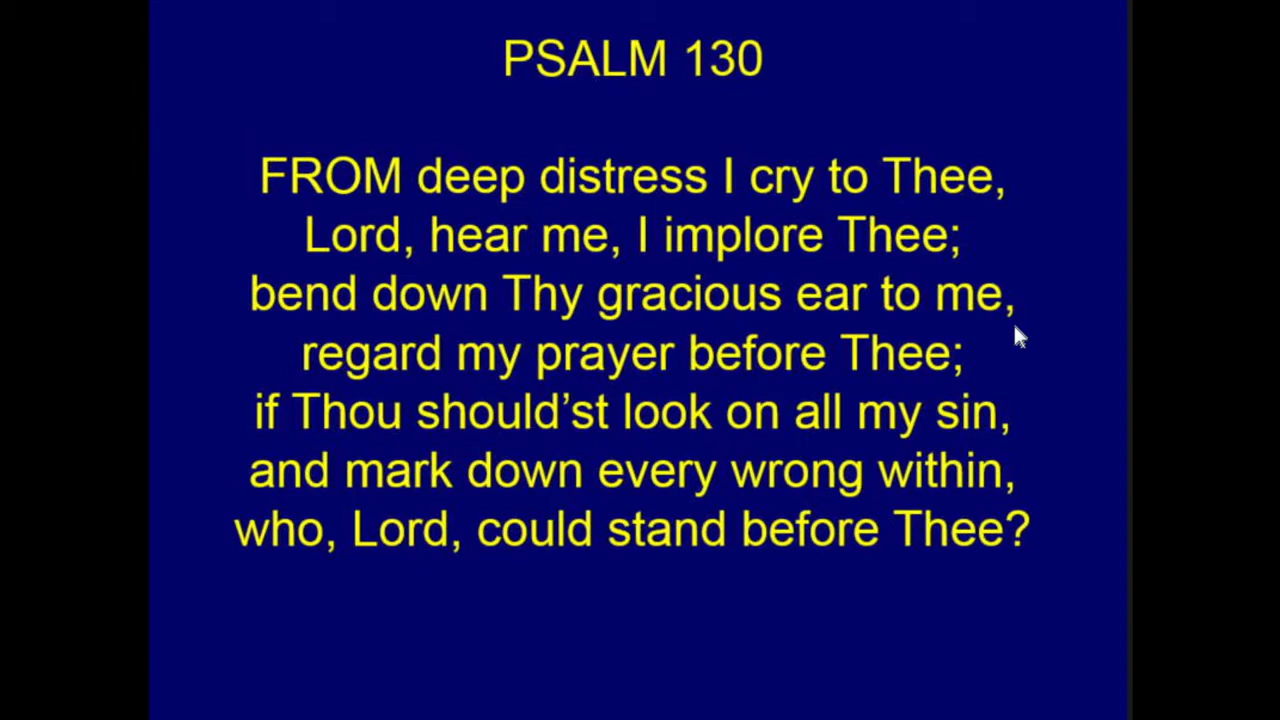 PSALM 130
FROM deep distress I cry to Thee,
Lord, hear me, I implore Thee;
bend down Thy gracious ear to me,
regard my prayer before Thee;
if Thou should’st look on all my sin,
and mark down every wrong within,
who, Lord, could stand before Thee?